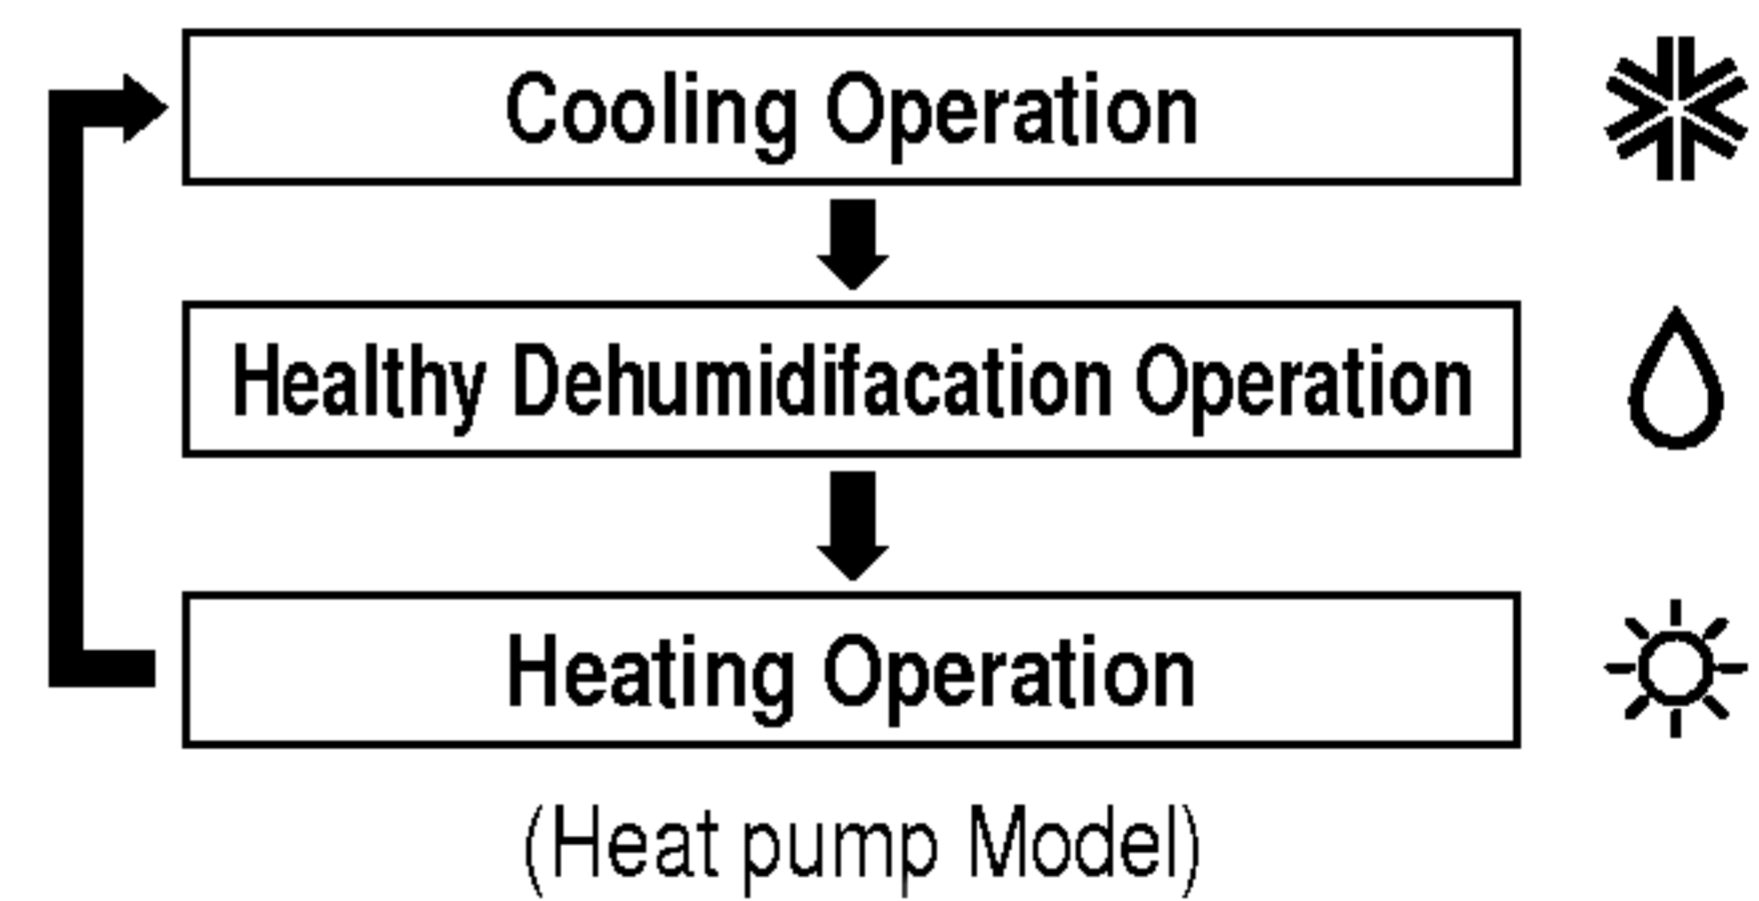 Cooling Operation
Healthy Dehumidifacation Operation
Heating Operation
(Heat pump Model)